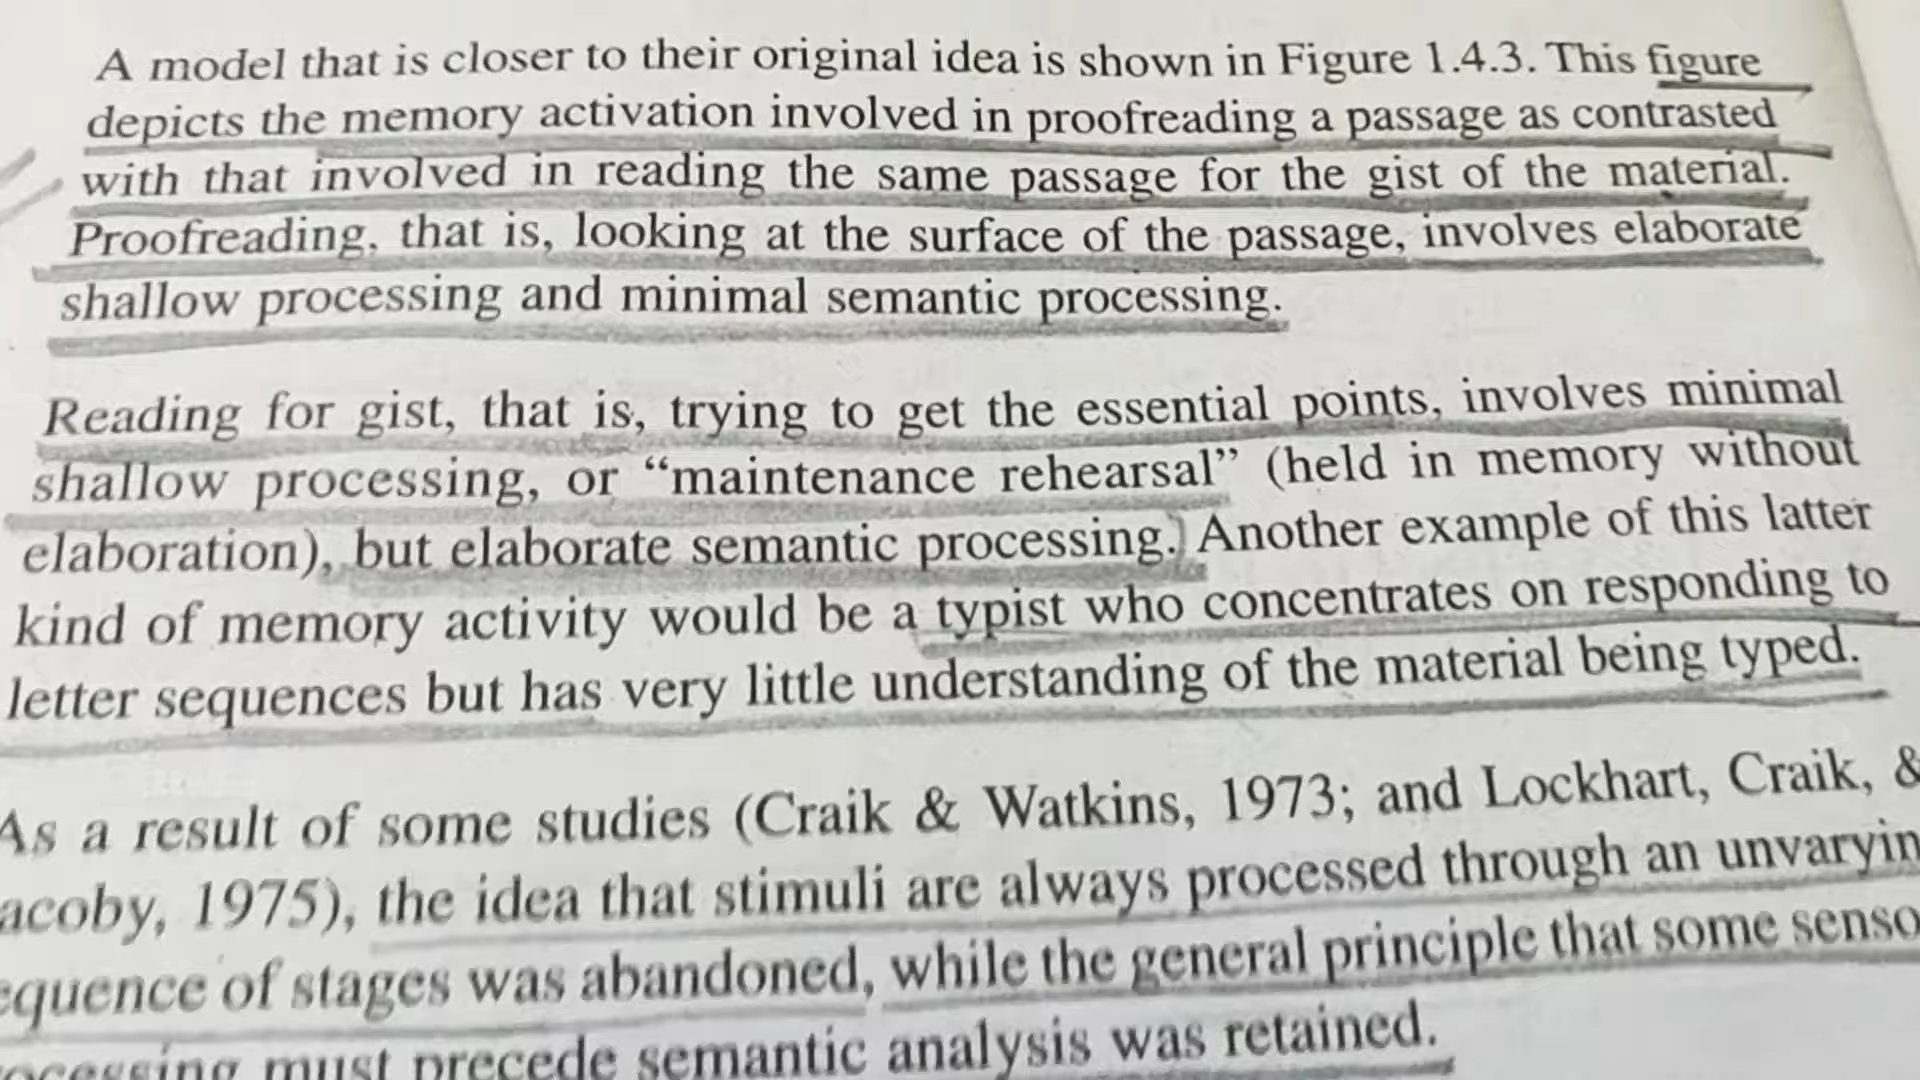 A model that is closer to their original idea is shown in Figure 1.4.3. This figure
depicts the memory activation involved in proofreading a passage as contrasted
with that involved in reading the same passage for the gist of the material.
Proofreading, that is, looking at the surface of the passage, involves elaborate
shallow processing and minimal semantic processing.
Reading for gist, that is, trying to get the essential points, involves minimal
shallow processing, or “maintenance rehearsal” (held in memory without
elaboration), but elaborate semantic processing. Another example of this latter
kind of memory activity would be a typist who concentrates on responding to
letter sequences but has very little understanding of the material being typed.
As a result of some studies (Craik & Watkins, 1973; and Lockhart, Craik, &
acoby, 1975), the idea that stimuli are always processed through an unvaryin
equence of stages was abandoned, while the general principle that some senso
ocessing must precede semantic analysis was retained.